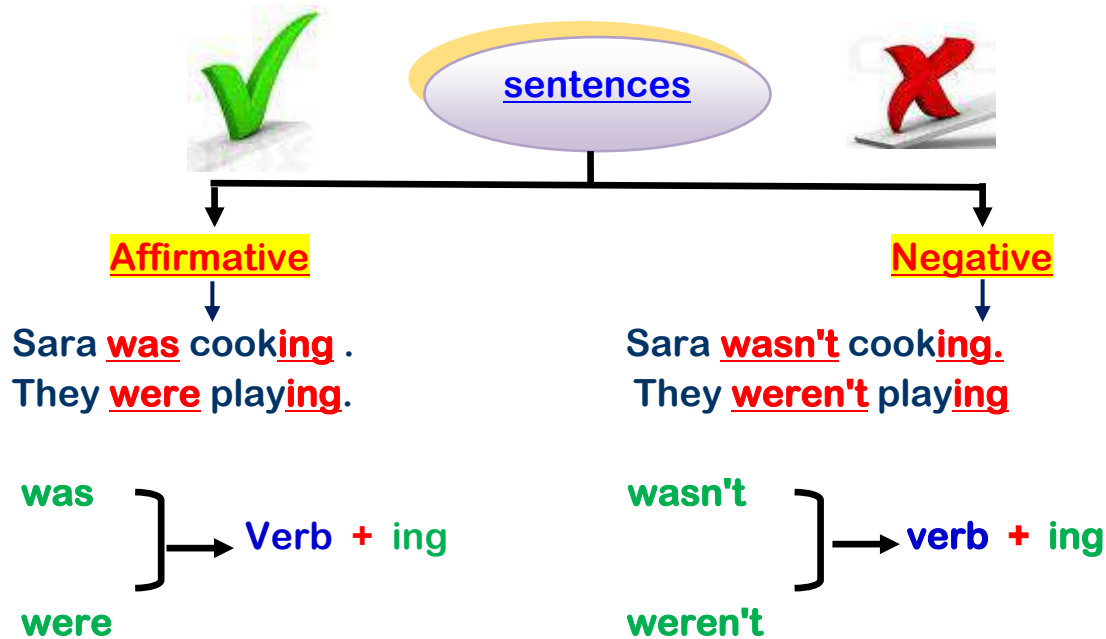 sentences
Affirmative
Negative
Sara was cooking .
They were playing.
Sara wasn't cooking.
They weren't playing
was
Verb + ing
were
wasn't
verb + ing
weren't